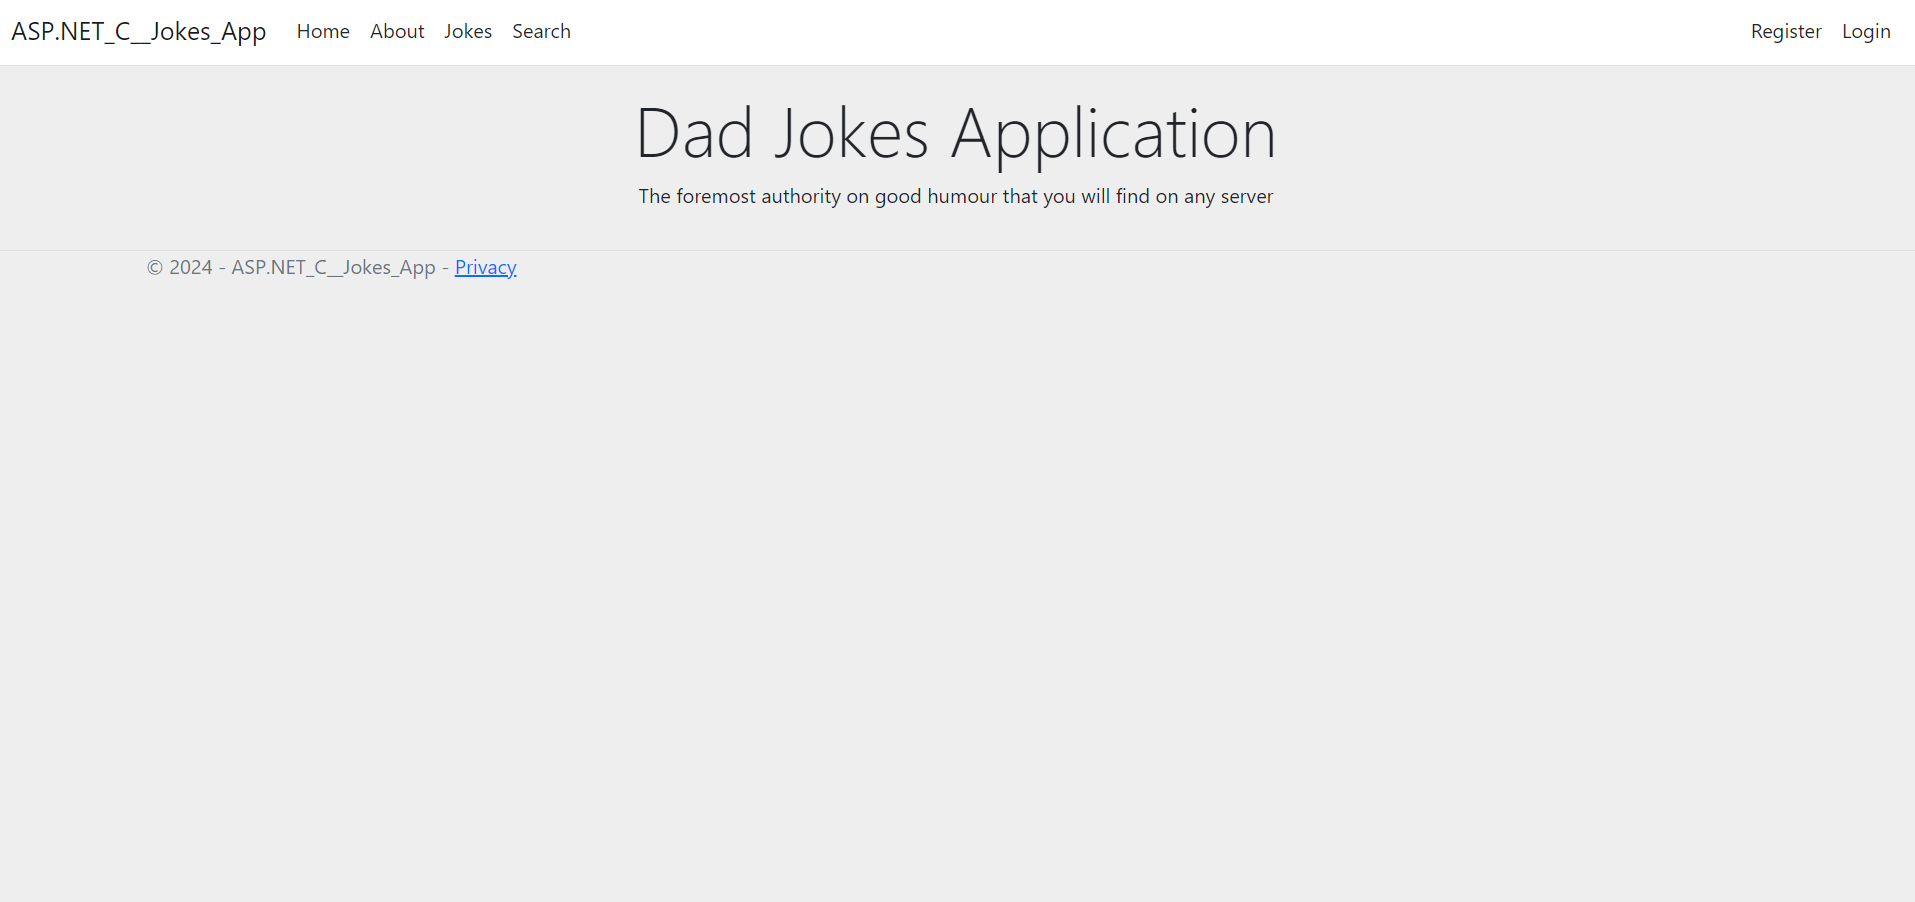 ASP.NET_C__Jokes_App Home About Jokes Search Register Login
Dad Jokes Application
The foremost authority on good humour that you will find on any server
© 2024 - ASP.NET_C__Jokes_App - Privacy